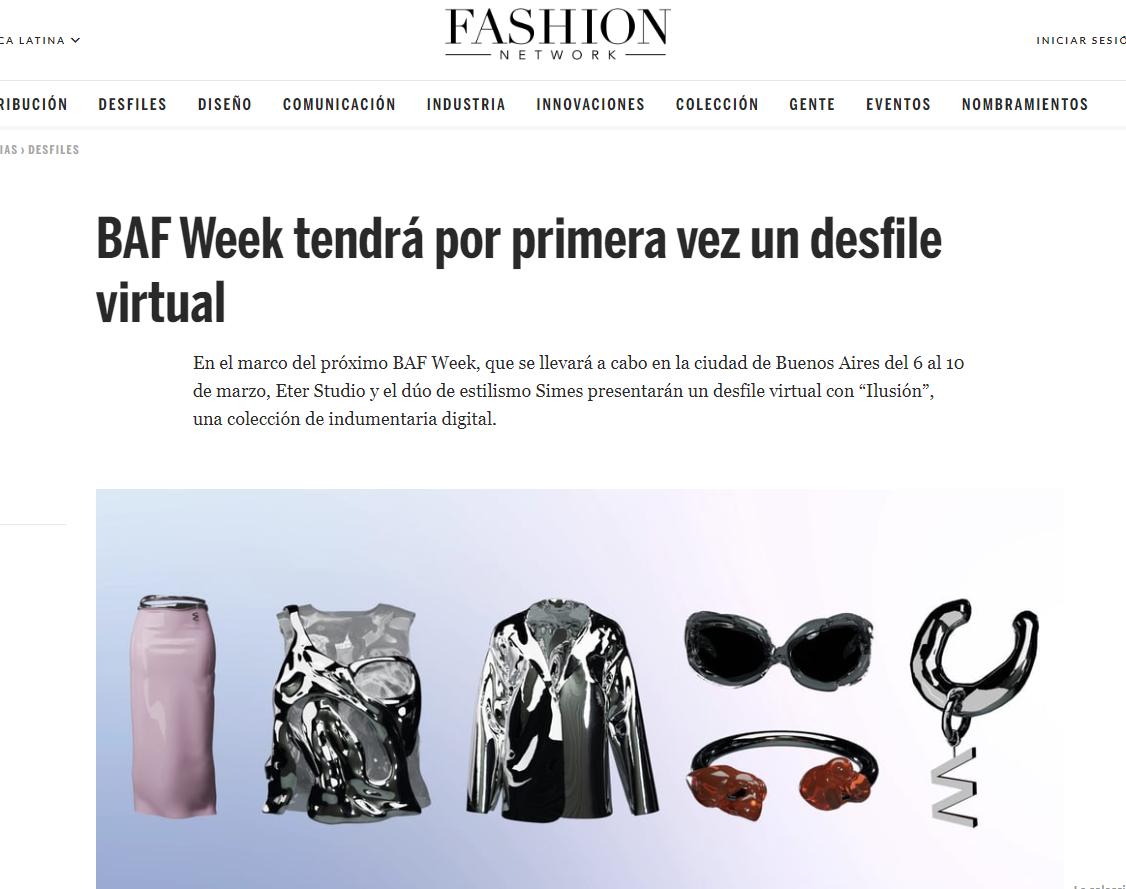 FASHION
NETWORK
CA LATINA
INICIAR SESIÓ
RIBUCIÓN DESFILES DISEÑO COMUNICACIÓN INDUSTRIA INNOVACIONES COLECCIÓN GENTE EVENTOS NOMBRAMIENTOS
IAS › DESFILES
BAF Week tendrá por primera vez un desfile
virtual
En el marco del próximo BAF Week, que se llevará a cabo en la ciudad de Buenos Aires del 6 al 10
de marzo, Eter Studio y el dúo de estilismo Simes presentarán un desfile virtual con “Ilusión”,
una colección de indumentaria digital.